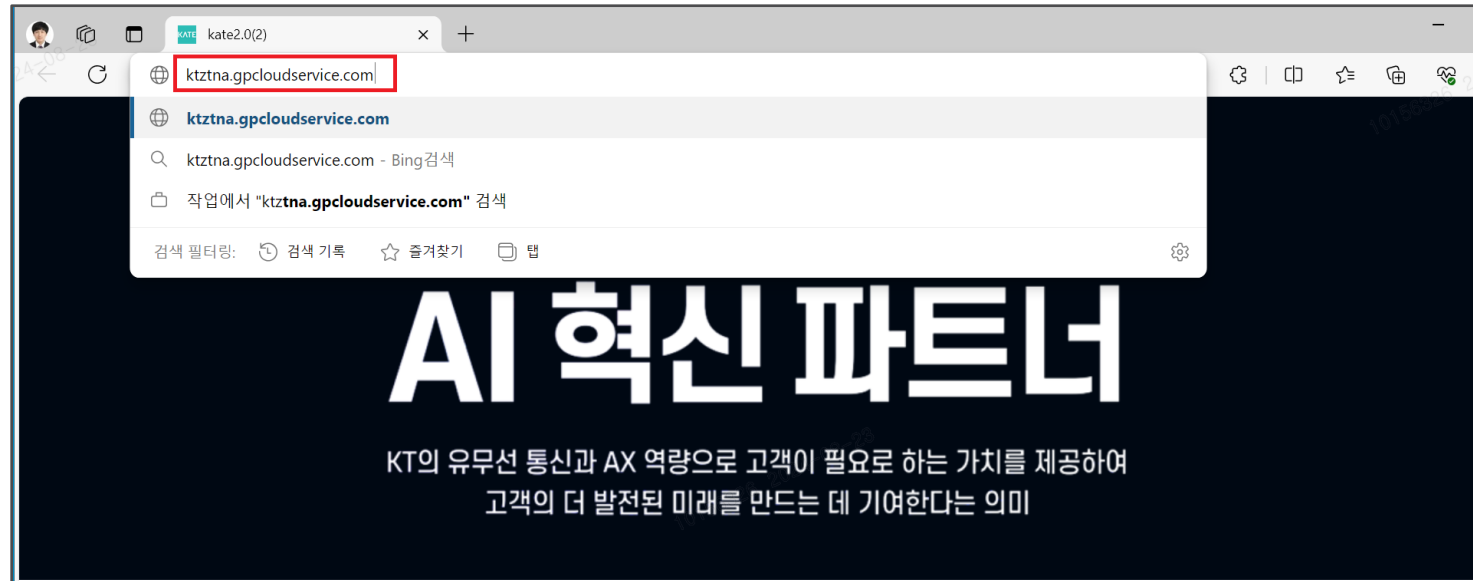 KATE kate2.0(2)
ktztna.gpcloudservice.com
ktztna.gpcloudservice.com
ktztna.gpcloudservice.com - Bing검색
작업에서 "ktztna.gpcloudservice.com" 검색
검색 필터링: 검색 기록 즐겨찾기 탭
AI 혁신 파트너
KT의 유무선 통신과 AX 역량으로 고객이 필요로 하는 가치를 제공하여
고객의 더 발전된 미래를 만드는 데 기여한다는 의미